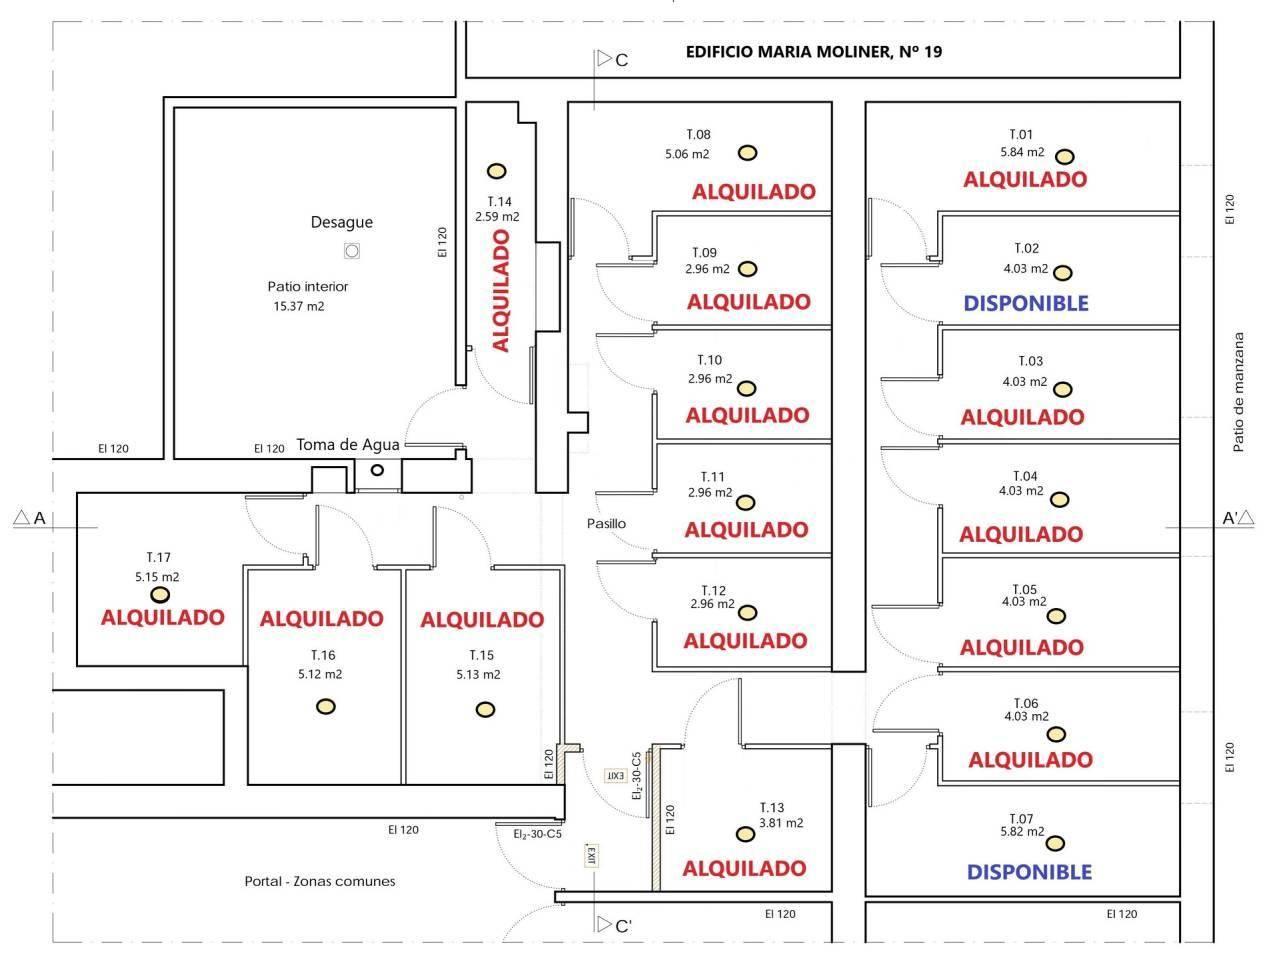 EDIFICIO MARIA MOLINER, Nº 19
C
T.08
5.06 m2
ALQUILADO
T.01
5.84 m2
ALQUILADO
T.14
2.59 m2
ALQUILADO
EI 120
Desague
Patio interior
15.37 m2
T.09
2.96 m2
ALQUILADO
T.02
4.03 m2
DISPONIBLE
EI 120
T.10
2.96 m2
ALQUILADO
T.03
4.03 m2
ALQUILADO
Patio de manzana
EI 120
EI 120
Toma de Agua
T.11
2.96 m2
ALQUILADO
T.04
4.03 m2
ALQUILADO
A
Pasillo
A'
T.17
5.15 m2
ALQUILADO
ALQUILADO
T.16
5.12 m2
ALQUILADO
T.15
5.13 m2
T.12
2.96 m2
ALQUILADO
T.05
4.03 m2
ALQUILADO
T.06
4.03 m2
ALQUILADO
EI 120
EI 120
EXIT
EI₂-30-C5
EI 120
T.13
3.81 m2
ALQUILADO
T.07
5.82 m2
DISPONIBLE
EI 120
EI₂-30-C5
EXIT
Portal - Zonas comunes
C'
EI 120
EI 120